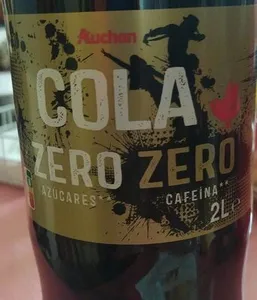 Auchan
COLA
ZERO ZERO
AZÚCARES** CAFEÍNA**
2L e